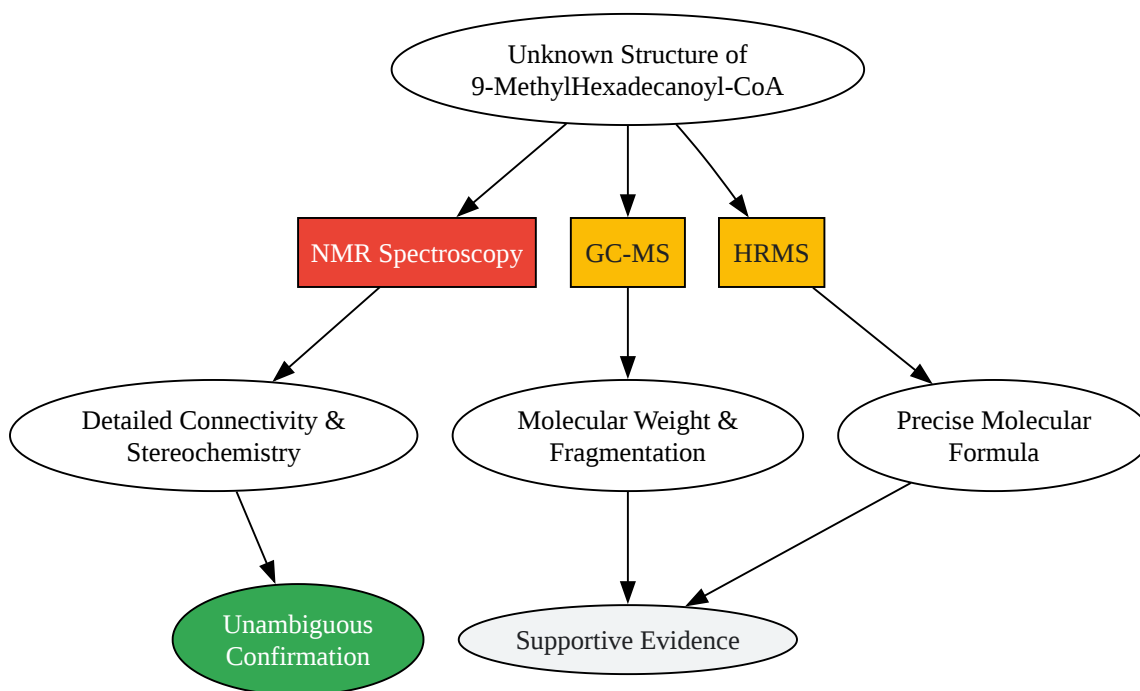 Unknown Structure of
9-MethylHexadecanoyl-CoA
NMR Spectroscopy
GC-MS
HRMS
Detailed Connectivity &
Stereochemistry
Molecular Weight &
Fragmentation
Precise Molecular
Formula
Unambiguous
Confirmation
Supportive Evidence